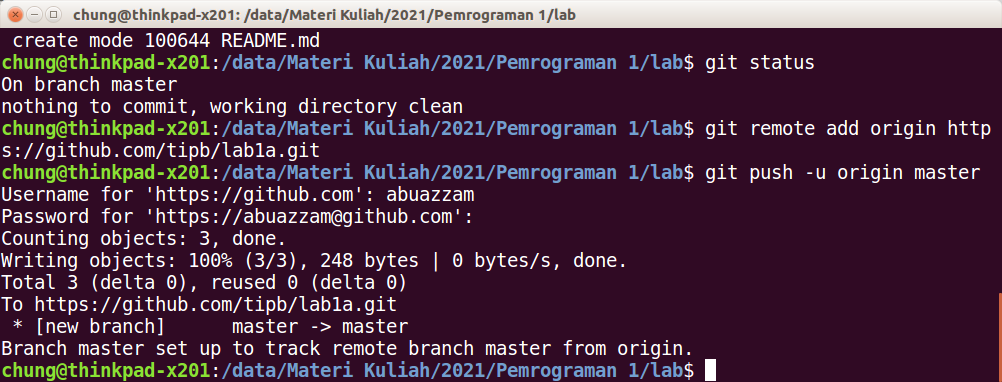 chung@thinkpad-x201: /data/Materi Kuliah/2021/Pemrograman 1/lab
 create mode 100644 README.md
chung@thinkpad-x201:/data/Materi Kuliah/2021/Pemrograman 1/lab$ git status
On branch master
nothing to commit, working directory clean
chung@thinkpad-x201:/data/Materi Kuliah/2021/Pemrograman 1/lab$ git remote add origin http
s://github.com/tipb/lab1a.git
chung@thinkpad-x201:/data/Materi Kuliah/2021/Pemrograman 1/lab$ git push -u origin master
Username for 'https://github.com': abuazzam
Password for 'https://abuazzam@github.com':
Counting objects: 3, done.
Writing objects: 100% (3/3), 248 bytes | 0 bytes/s, done.
Total 3 (delta 0), reused 0 (delta 0)
To https://github.com/tipb/lab1a.git
 * [new branch]      master -> master
Branch master set up to track remote branch master from origin.
chung@thinkpad-x201:/data/Materi Kuliah/2021/Pemrograman 1/lab$